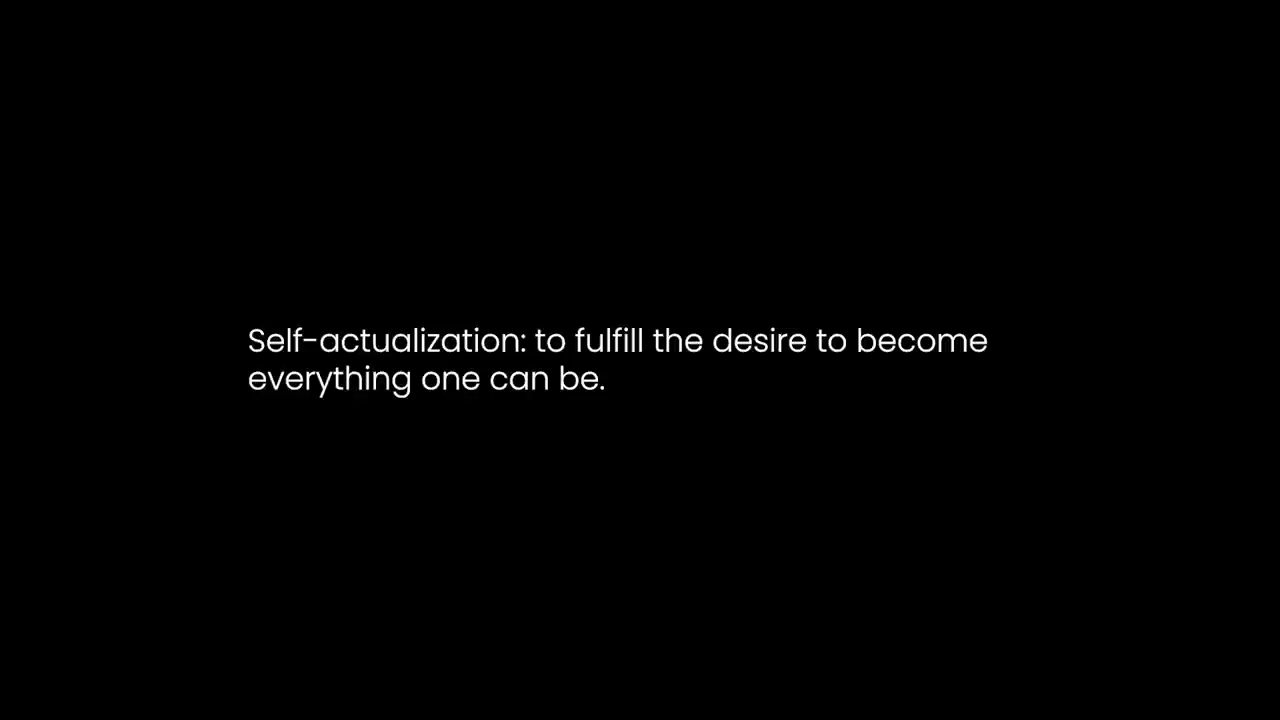 Self-actualization: to fulfill the desire to become
everything one can be.